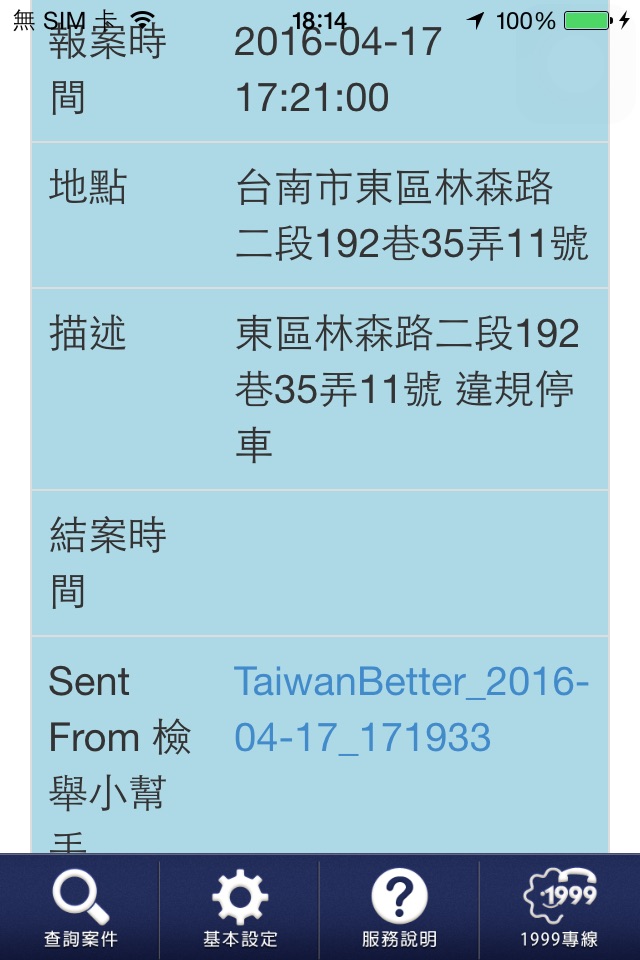 無 SIM 卡 18:14 100%
報案時 2016-04-17
間 17:21:00
地點 台南市東區林森路
二段192巷35弄11號
描述 東區林森路二段192
巷35弄11號 違規停
車
結案時
間
Sent TaiwanBetter_2016-
From 檢 04-17_171933
舉小幫
手
查詢案件 基本設定 服務說明 1999專線
1999